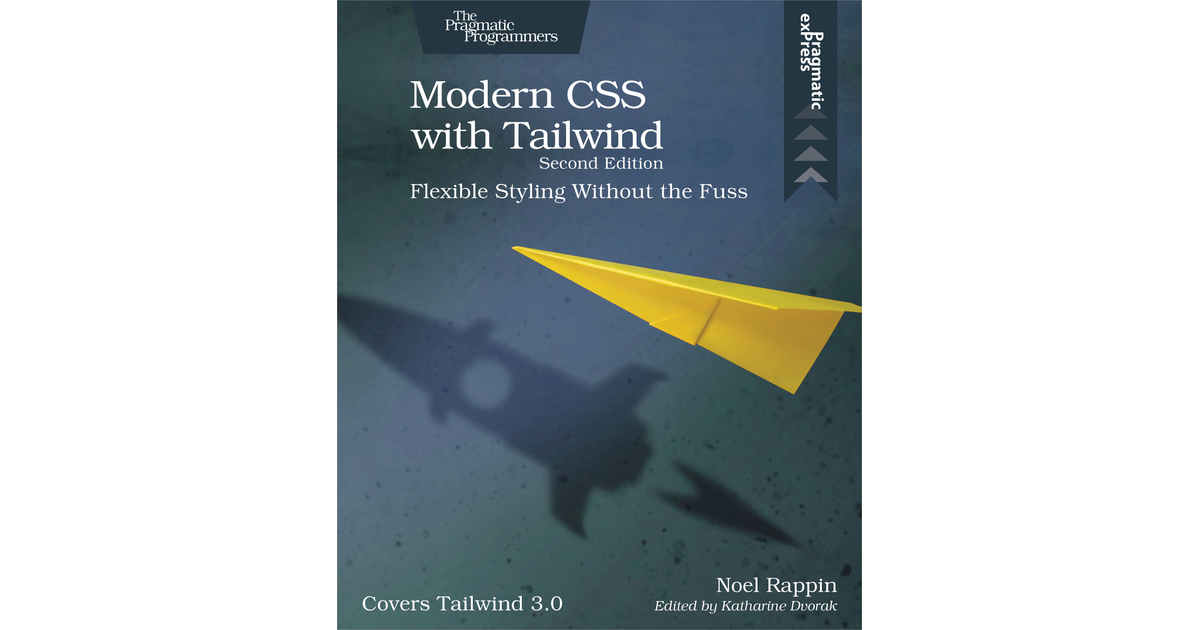 The
Pragmatic
Programmers
Pragmatic
exPress
Modern CSS
with Tailwind
Second Edition
Flexible Styling Without the Fuss
Noel Rappin
Covers Tailwind 3.0
Edited by Katharine Dvorak